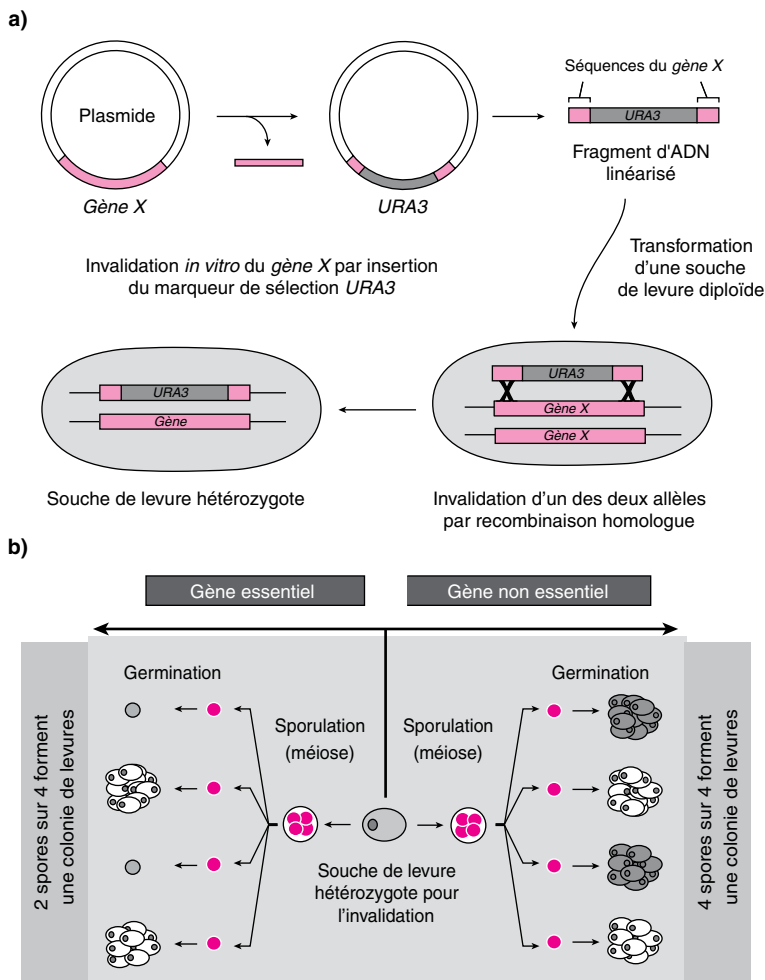 a)
Plasmide
Gène X
URA3
Séquences du gène X
URA3
Fragment d'ADN
linéarisé
Invalidation in vitro du gène X par insertion
du marqueur de sélection URA3
Transformation
d'une souche
de levure diploïde
URA3
Gène
Souche de levure hétérozygote
URA3
Gène X
Gène X
Invalidation d'un des deux allèles
par recombinaison homologue
b)
Gène essentiel
Gène non essentiel
2 spores sur 4 forment
une colonie de levures
Germination
Sporulation
(méiose)
Sporulation
(méiose)
Germination
Souche de levure
hétérozygote pour
l'invalidation
4 spores sur 4 forment
une colonie de levures